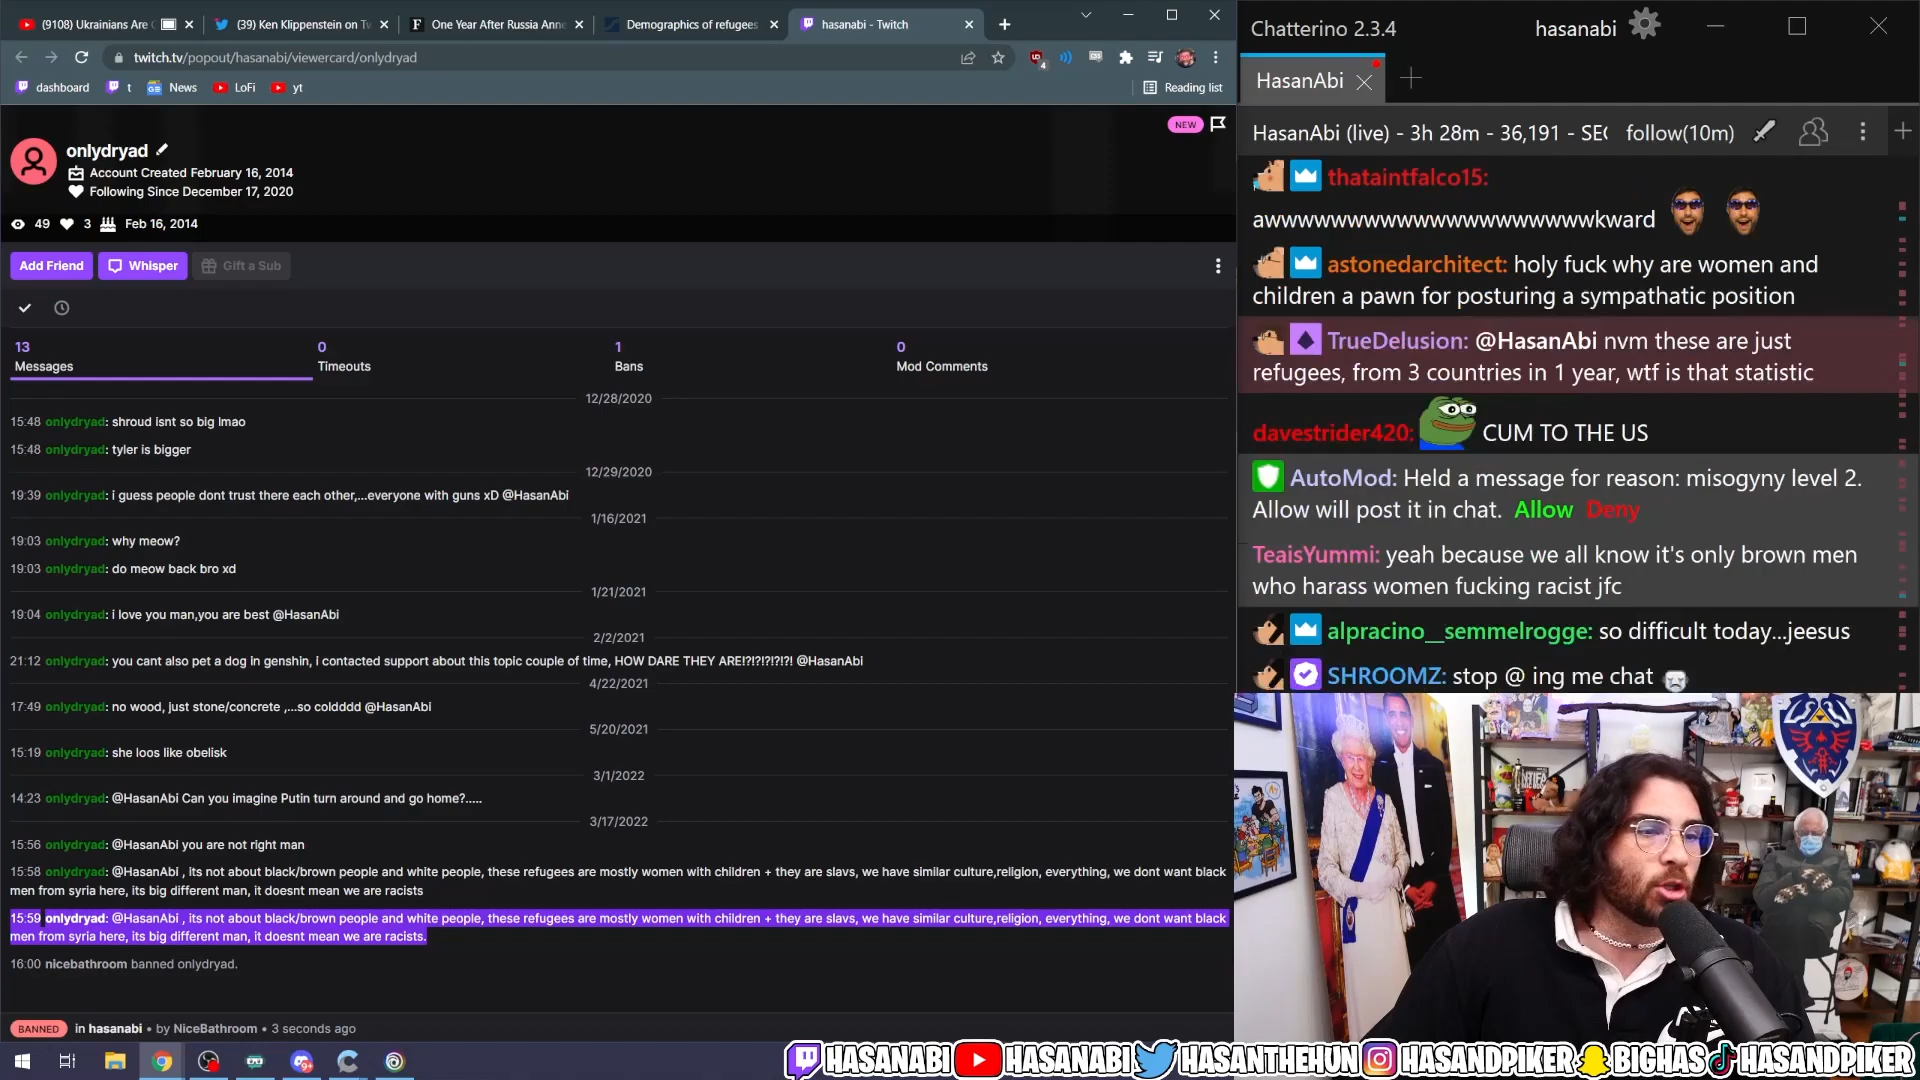 (9108) Ukrainians Are
(39) Ken Klippenstein on Tw
One Year After Russia Anne
Demographics of refugees
hasanabi - Twitch
twitch.tv/popout/hasanabi/viewercard/onlydryad
dashboard
t
News
LoFi
yt
Reading list
NEW
onlydryad
Account Created February 16, 2014
Following Since December 17, 2020
49 3 Feb 16, 2014
Add Friend
Whisper
Gift a Sub
13
Messages
0
Timeouts
1
Bans
0
Mod Comments
12/28/2020
15:48 onlydryad: shroud isnt so big lmao
15:48 onlydryad: tyler is bigger
12/29/2020
19:39 onlydryad: i guess people dont trust there each other,...everyone with guns xD @HasanAbi
1/16/2021
19:03 onlydryad: why meow?
19:03 onlydryad: do meow back bro xd
1/21/2021
19:04 onlydryad: i love you man,you are best @HasanAbi
2/2/2021
21:12 onlydryad: you cant also pet a dog in genshin, i contacted support about this topic couple of time, HOW DARE THEY ARE!?!?!?!?!?! @HasanAbi
4/22/2021
17:49 onlydryad: no wood, just stone/concrete ,...so coldddd @HasanAbi
5/20/2021
15:19 onlydryad: she loos like obelisk
3/1/2022
14:23 onlydryad: @HasanAbi Can you imagine Putin turn around and go home?.....
3/17/2022
15:56 onlydryad: @HasanAbi you are not right man
15:58 onlydryad: @HasanAbi , its not about black/brown people and white people, these refugees are mostly women with children + they are slavs, we have similar culture,religion, everything, we dont want black
men from syria here, its big different man, it doesnt mean we are racists
15:59 onlydryad: @HasanAbi , its not about black/brown people and white people, these refugees are mostly women with children + they are slavs, we have similar culture,religion, everything, we dont want black
men from syria here, its big different man, it doesnt mean we are racists.
16:00 nicebathroom banned onlydryad.
BANNED in hasanabi • by NiceBathroom • 3 seconds ago
Chatterino 2.3.4
hasanabi
HasanAbi
HasanAbi (live) - 3h 28m - 36,191 - SE
follow(10m)
thataintfalco15:
awwwwwwwwwwwwwwwwwwwwkward
astonedarchitect: holy fuck why are women and
children a pawn for posturing a sympathatic position
TrueDelusion: @HasanAbi nvm these are just
refugees, from 3 countries in 1 year, wtf is that statistic
davestrider420: CUM TO THE US
AutoMod: Held a message for reason: misogyny level 2.
Allow will post it in chat. Allow Deny
TeaisYummi: yeah because we all know it's only brown men
who harass women fucking racist jfc
alpracino__semmelrogge: so difficult today...jeesus
SHROOMZ: stop @ ing me chat
HASANABI
HASANABI
HASANTHEHUN
HASANDPIKER
BIGHAS
HASANDPIKER